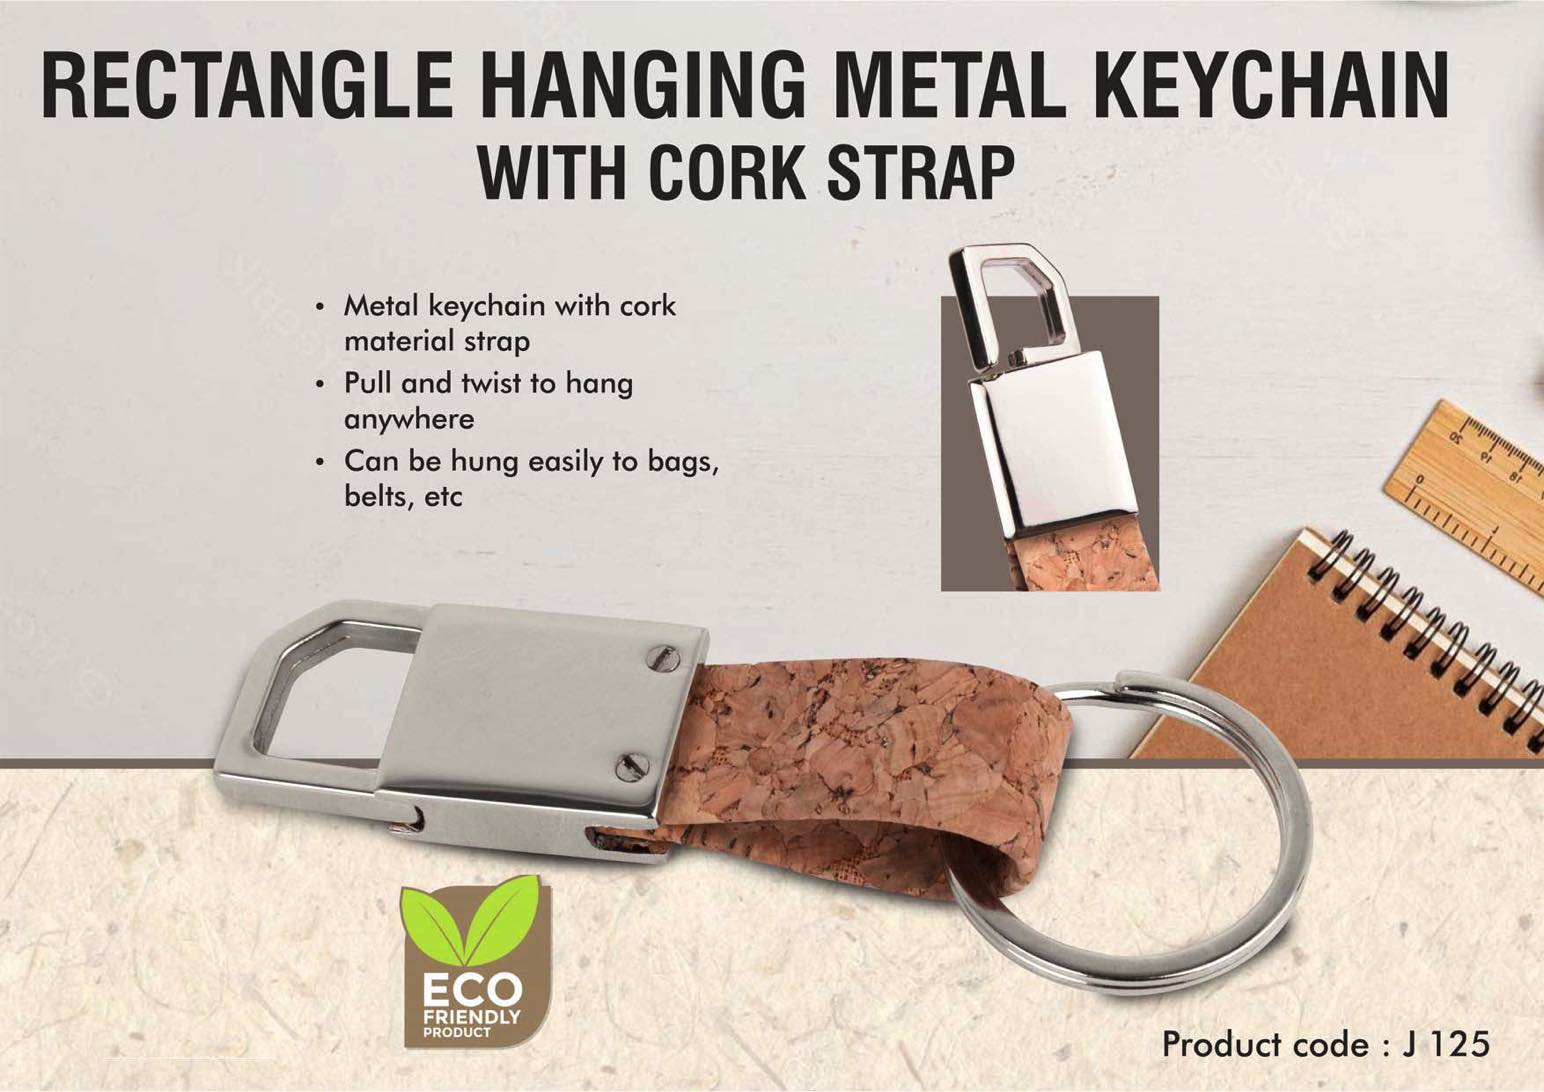 RECTANGLE HANGING METAL KEYCHAIN
WITH CORK STRAP
• Metal keychain with cork
material strap
• Pull and twist to hang
anywhere
• Can be hung easily to bags,
belts, etc
ECO
FRIENDLY
PRODUCT
Product code : J 125